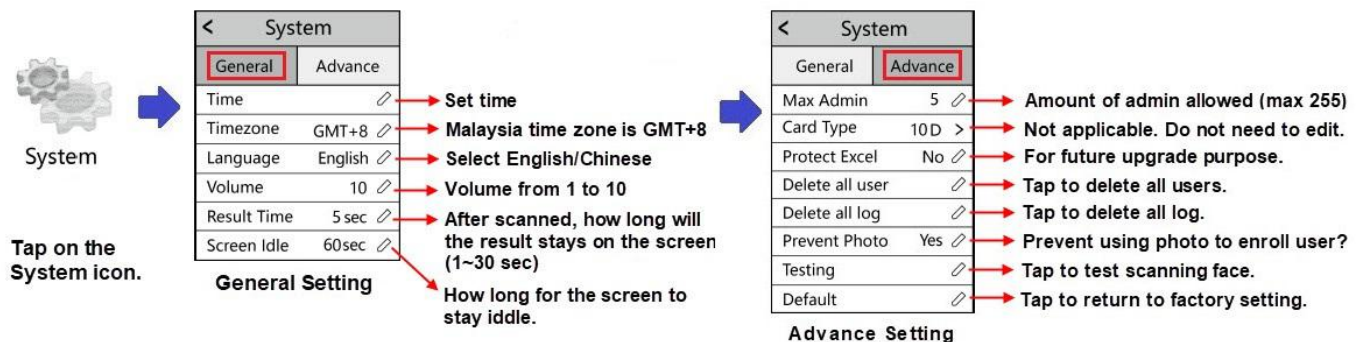 System
Tap on the
System icon.
< System
General Advance
Time
Timezone GMT+8
Language English
Volume 10
Result Time 5 sec
Screen Idle 60sec
General Setting
Set time
Malaysia time zone is GMT+8
Select English/Chinese
Volume from 1 to 10
After scanned, how long will
the result stays on the screen
(1~30 sec)
How long for the screen to
stay iddle.
< System
General Advance
Max Admin 5
Card Type 10D >
Protect Excel No
Delete all user
Delete all log
Prevent Photo Yes
Testing
Default
Advance Setting
Amount of admin allowed (max 255)
Not applicable. Do not need to edit.
For future upgrade purpose.
Tap to delete all users.
Tap to delete all log.
Prevent using photo to enroll user?
Tap to test scanning face.
Tap to return to factory setting.